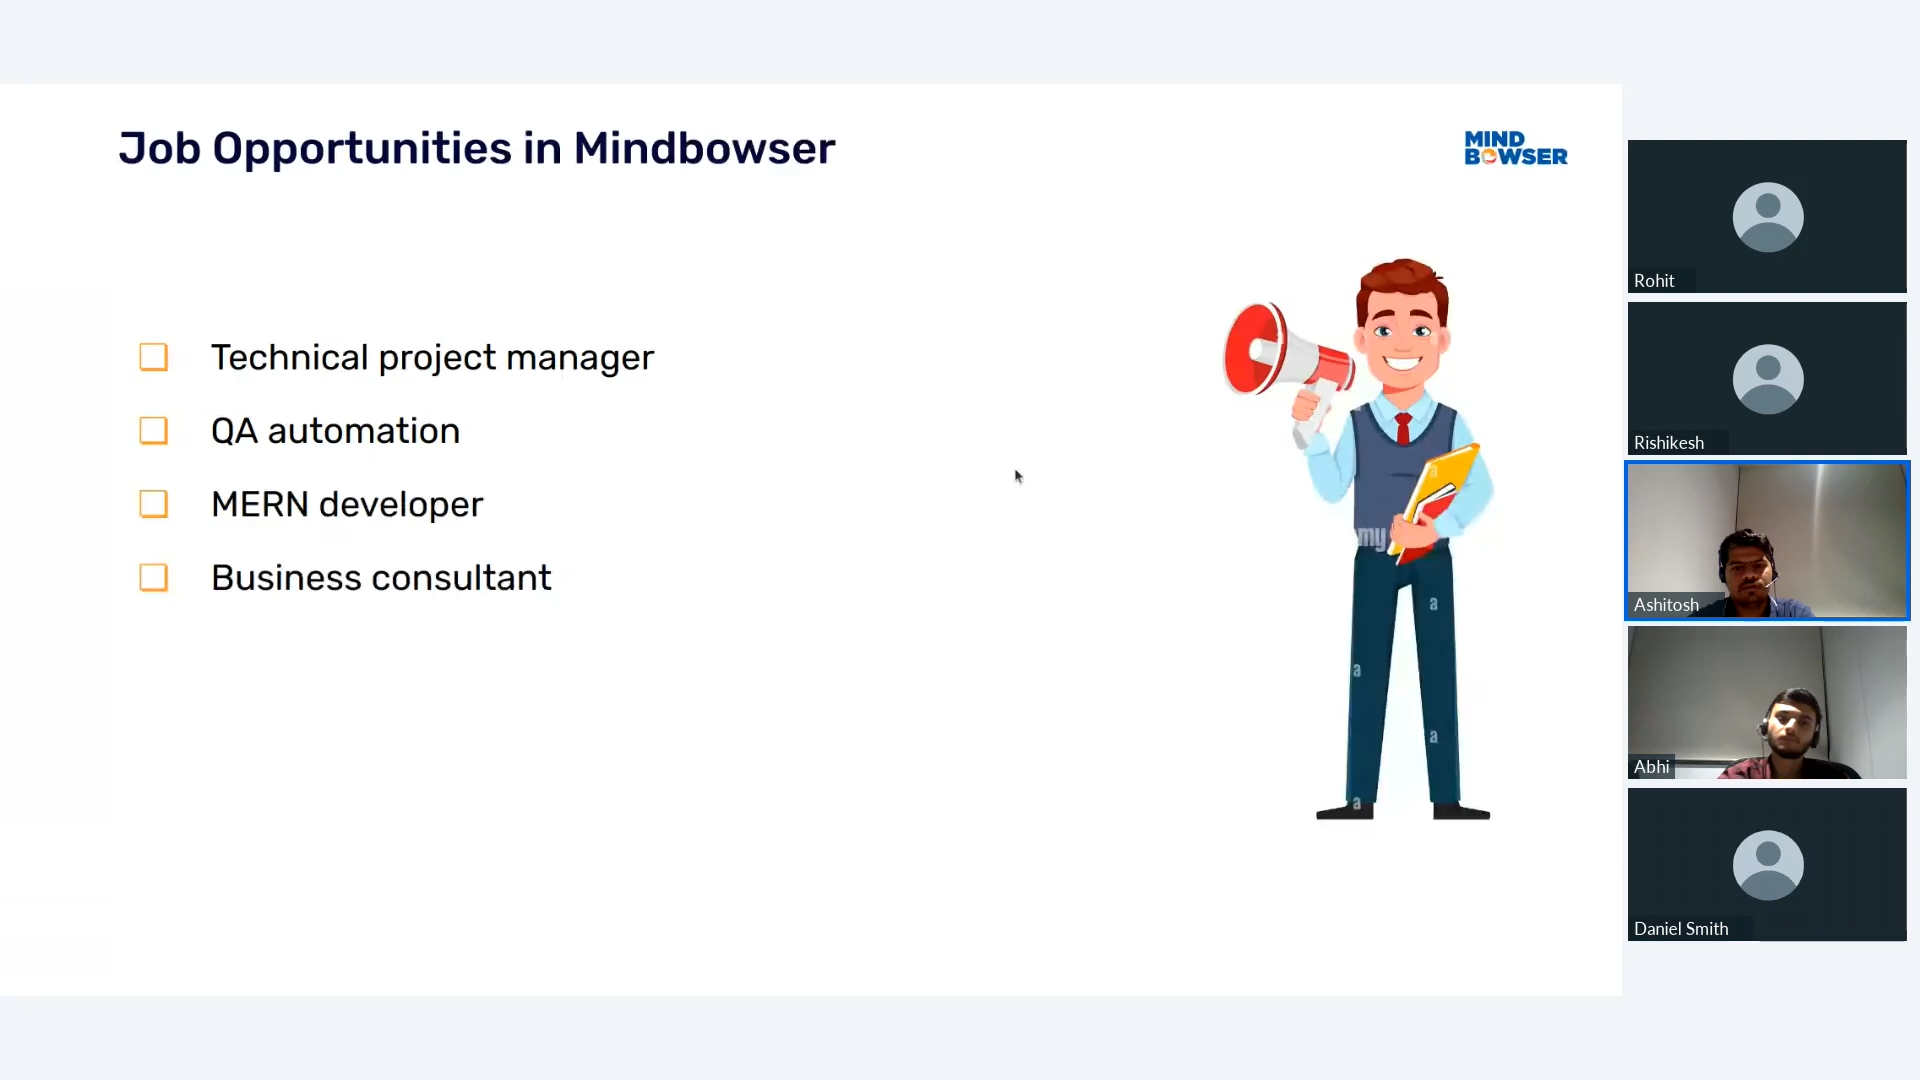 Job Opportunities in Mindbowser
MIND
BOWSER
Technical project manager
QA automation
MERN developer
Business consultant
my
a
a
a
a
a
Rohit
Rishikesh
Ashitosh
Abhi
Daniel Smith